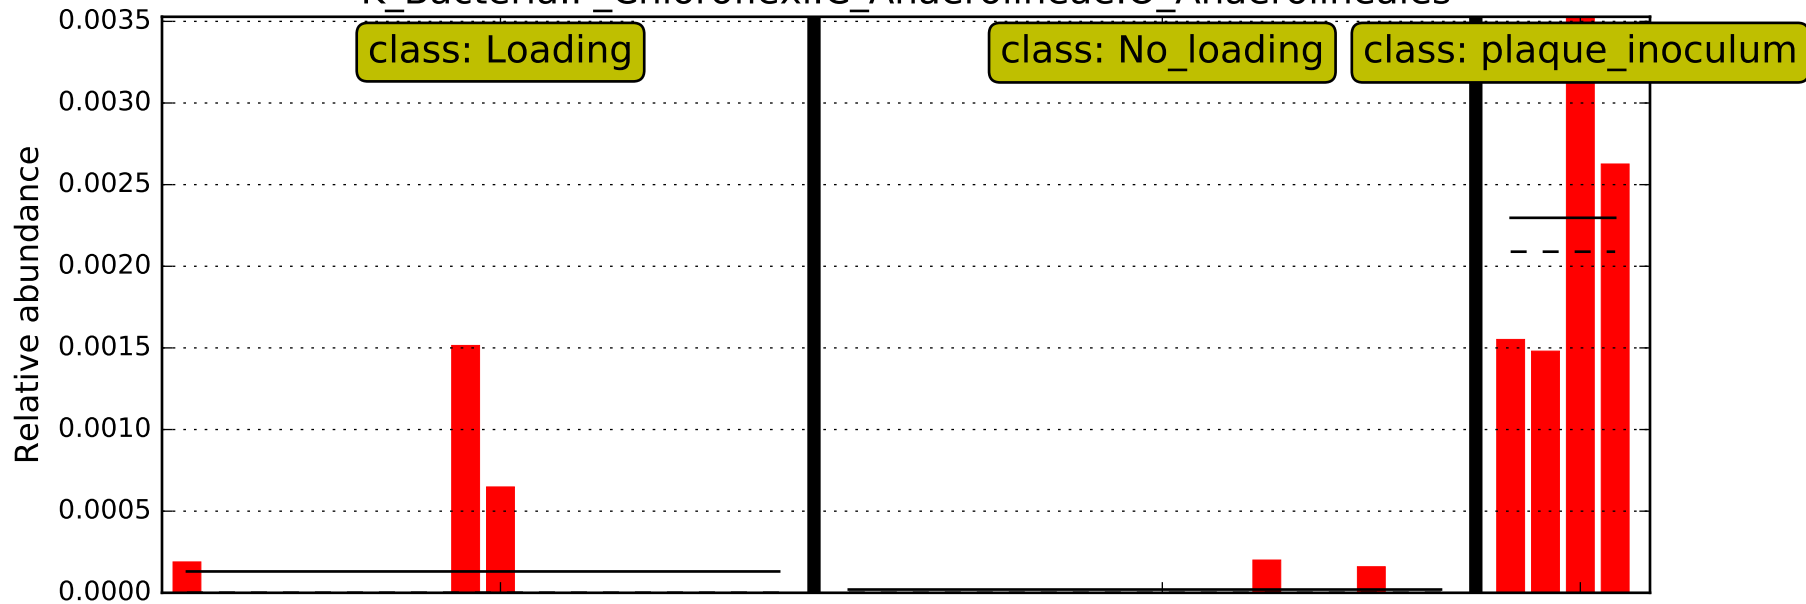 class: Loading
class: No_loading
class: plaque_inoculum
Relative abundance
0.0035
0.0030
0.0025
0.0020
0.0015
0.0010
0.0005
0.0000